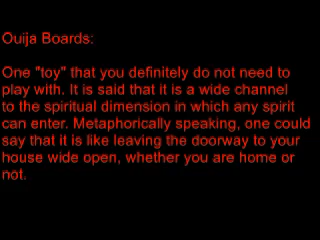 Ouija Boards:
One "toy" that you definitely do not need to
play with. It is said that it is a wide channel
to the spiritual dimension in which any spirit
can enter. Metaphorically speaking, one could
say that it is like leaving the doorway to your
house wide open, whether you are home or
not.